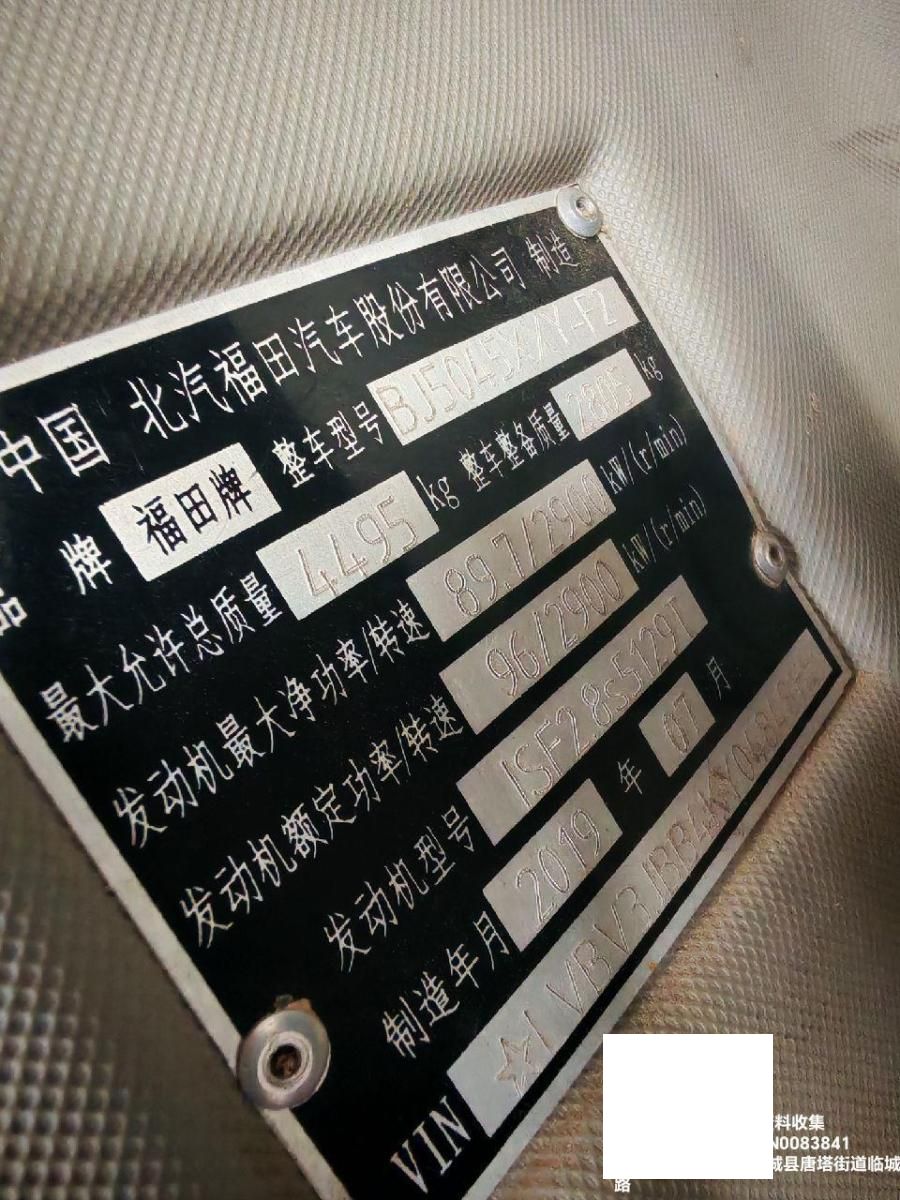 中国 北汽福田汽车股份有限公司 制造
品 牌 福田牌 整车型号 BJ5045XXY-FZ
最大允许总质量 4495 kg 整车整备质量 2805 kg
发动机最大净功率/转速 89.7/2900 kW/(r/min)
发动机额定功率/转速 96/2900 kW/(r/min)
发动机型号 ISF2.8s5129T
制造年月 2019 年 07 月
VIN ☆LVBV3JBB4KY
料收集
N0083841
城县唐塔街道临城
路